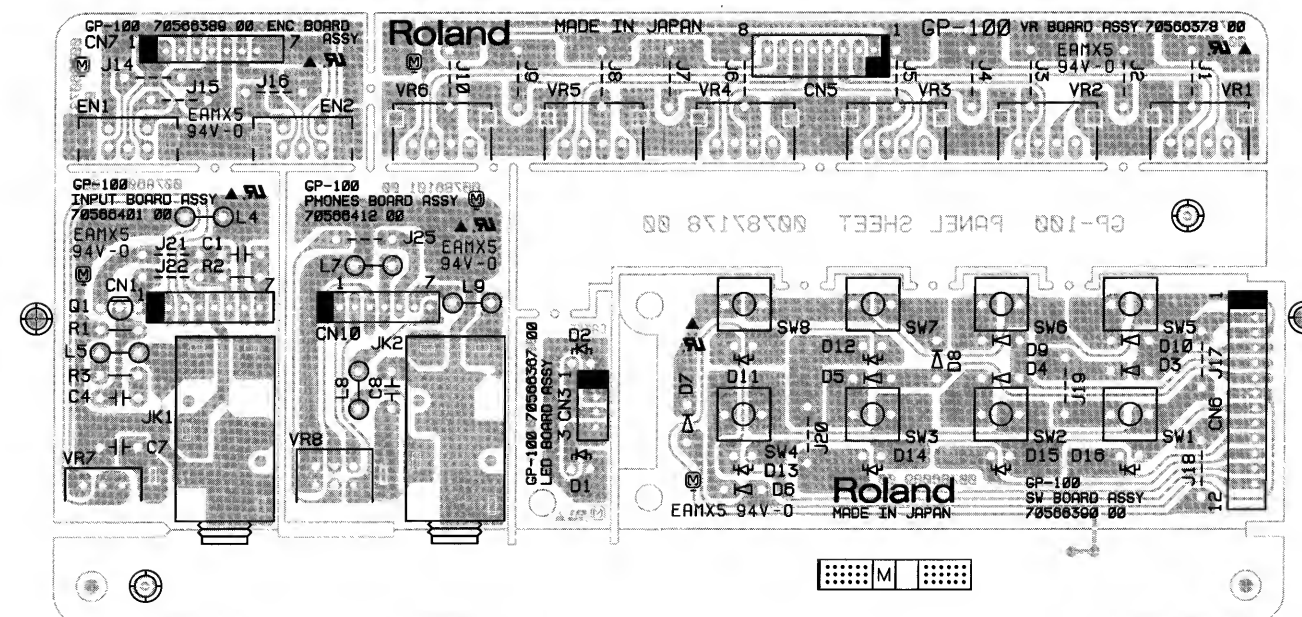 GP-100 70566389 00 ENC BOARD ASSY
CN7 1 7
J14
J15
J16
EN1
EN2
EAMX5
94V-0
Roland
MADE IN JAPAN
8 1
GP-100 VR BOARD ASSY 70566378 00
EAMX5
94V-0
J10 J9 J8 J7 J6 J5 J4 J3 J2 J1
VR6 VR5 VR4 CN5 VR3 VR2 VR1
GP-100
INPUT BOARD ASSY
70566401 00
L4
EAMX5
94V-0
J21
J22
C1
R2
CN1 1 7
Q1
R1
L5
R3
C4
JK1
C7
VR7
GP-100
PHONES BOARD ASSY
70566412 00
J25
EAMX5
94V-0
L7
1 7
L9
CN10
JK2
L8
C8
VR8
GP-100 PANEL SHEET 00787178 00
GP-100 70566367 00
LED BOARD ASSY
D2
1
CN3
3
D1
SW8 SW7 SW6 SW5
D12 D8 D9 D10
D11 D5 D4 D3
D7
J19
J17
1
CN6
SW4 SW3 SW2 SW1
J20
D13 D14 D15 D16
D6
J18
12
M
EAMX5 94V-0
Roland
MADE IN JAPAN
GP-100
SW BOARD ASSY
70566390 00
M